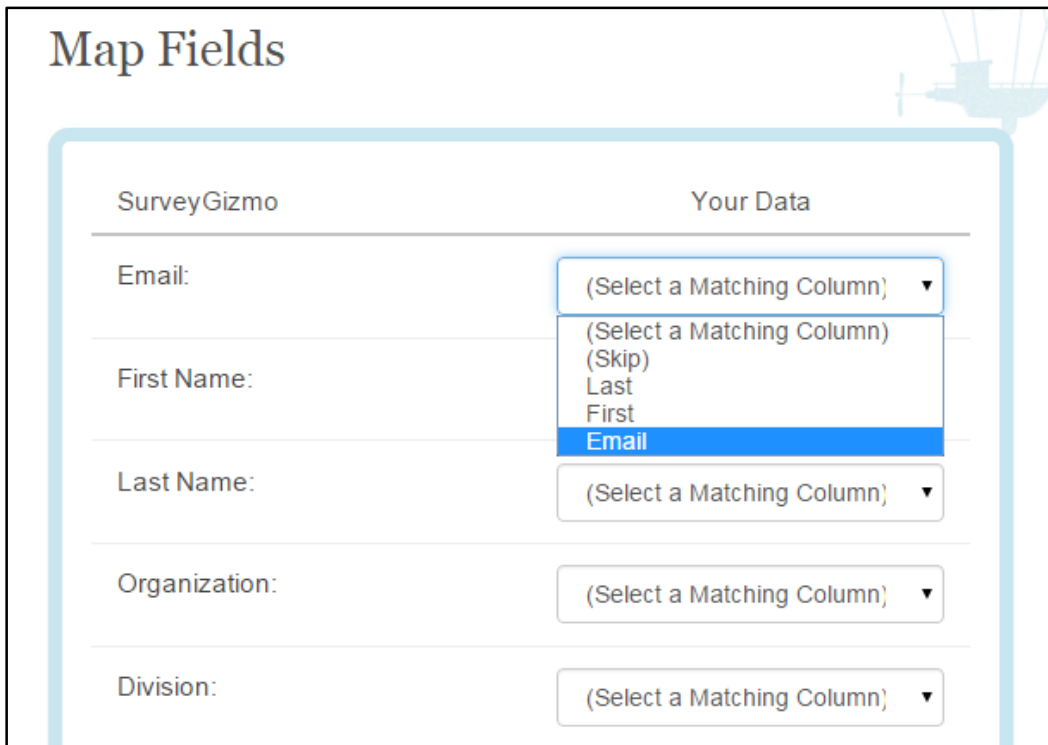 Map Fields
SurveyGizmo Your Data
Email: (Select a Matching Column)
(Select a Matching Column)
(Skip)
First Name:
Last
First
Email
Last Name: (Select a Matching Column)
Organization: (Select a Matching Column)
Division: (Select a Matching Column)